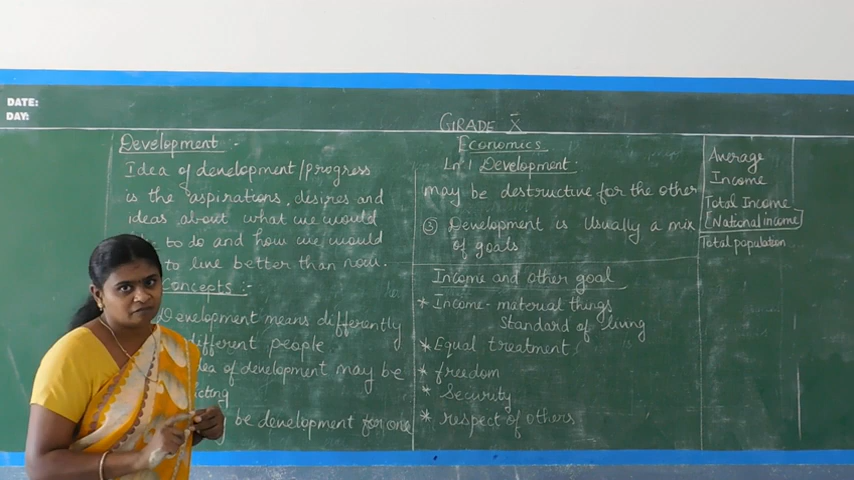 DATE:
DAY:
GRADE X
Economics
Ln 1 Development.
Development :-
Idea of development/progress
is the aspirations, desires and
ideas about what we would
to do and how we would
to live better than now.
Concepts :-
Development means differently
different people
idea of development may be
be development for one
may be destructive for the other
③ Development is Usually a mix
of goals
Income and other goal
* Income - material things
Standard of living
* Equal treatment
* freedom
* Security
* respect of others
Average
Income
Total Income
[National income]
Total population